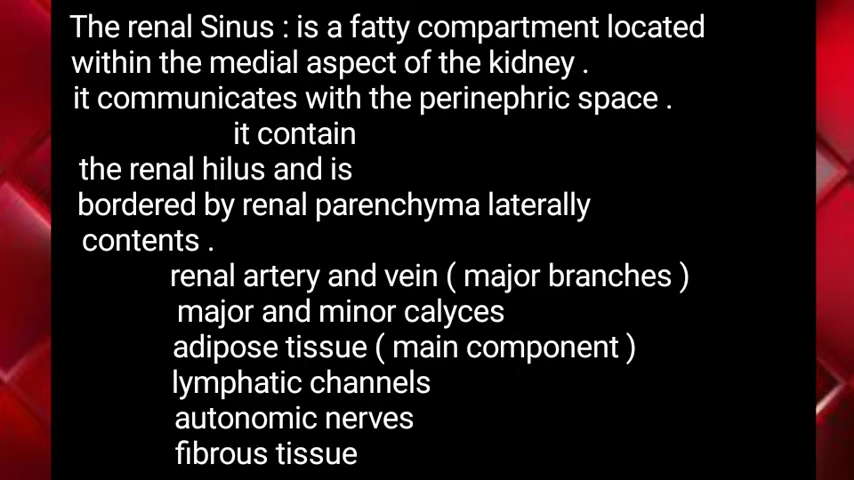 The renal Sinus : is a fatty compartment located
within the medial aspect of the kidney .
it communicates with the perinephric space .
it contain
the renal hilus and is
bordered by renal parenchyma laterally
contents .
renal artery and vein ( major branches )
major and minor calyces
adipose tissue ( main component )
lymphatic channels
autonomic nerves
fibrous tissue